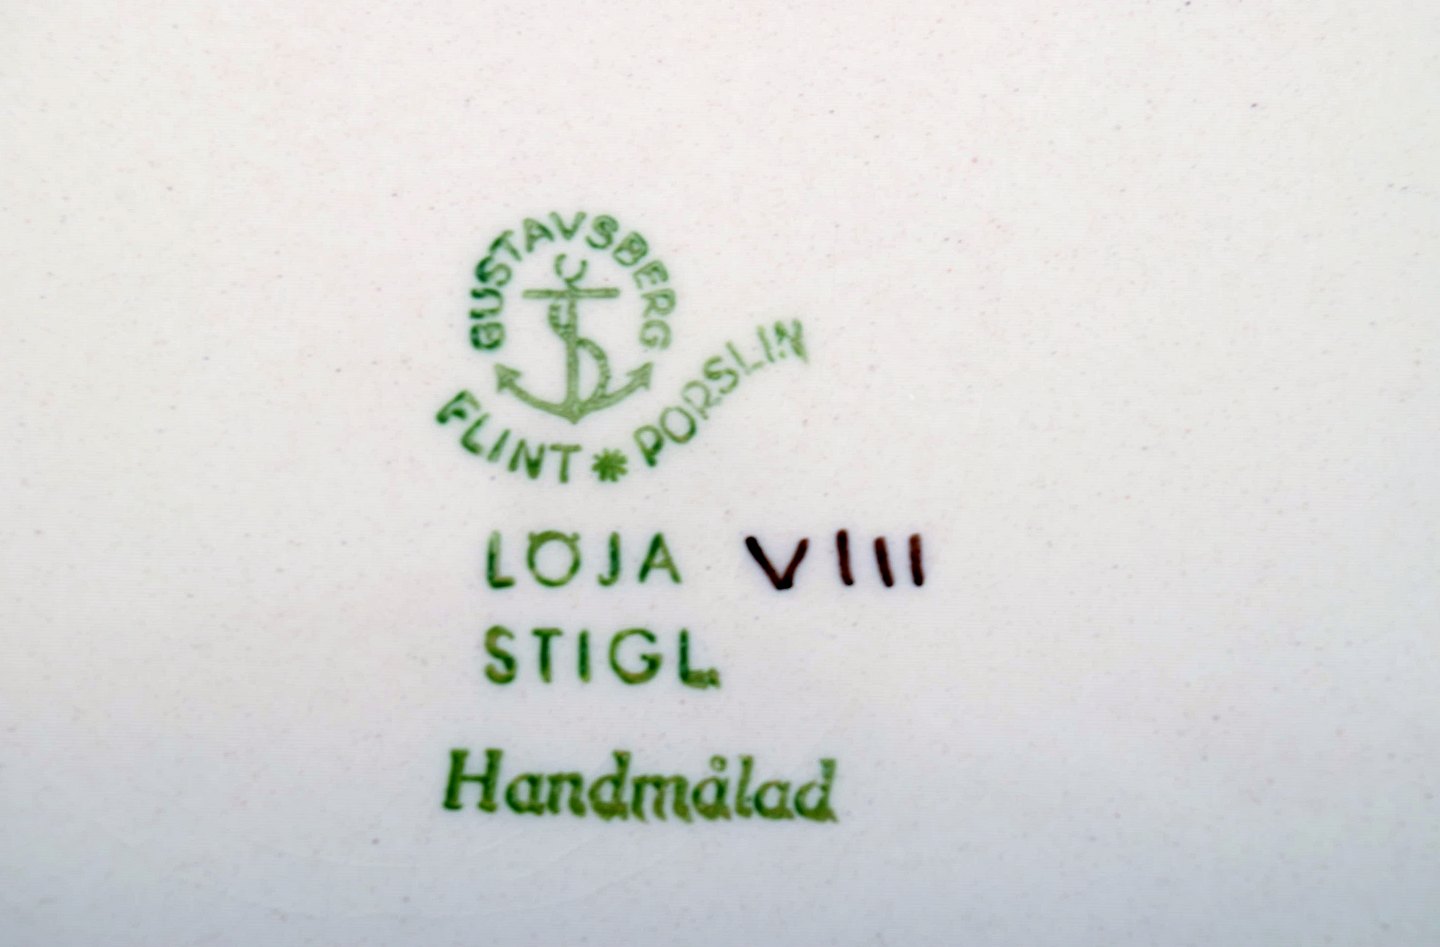 GUSTAVSBERG
FLINT * PORSLIN
LÖJA VIII
STIGL.
Handmålad